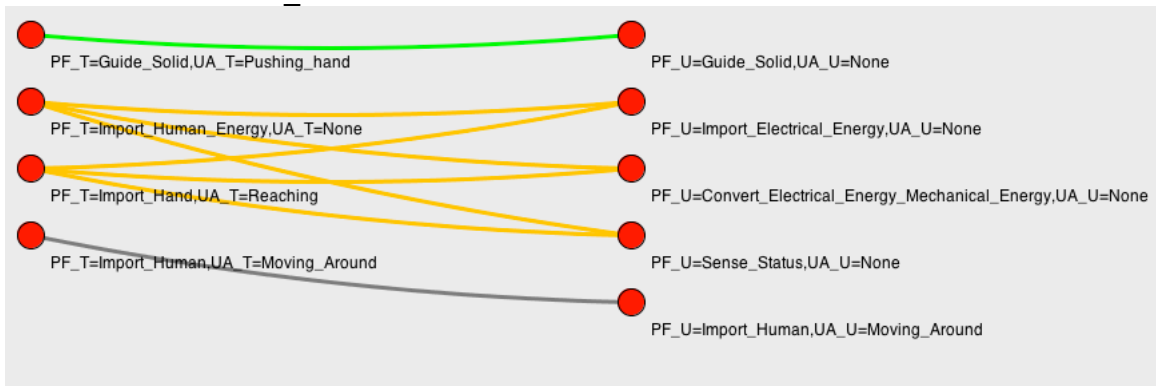 PF_T=Guide_Solid,UA_T=Pushing_hand
PF_U=Guide_Solid,UA_U=None
PF_T=Import_Human_Energy,UA_T=None
PF_U=Import_Electrical_Energy,UA_U=None
PF_T=Import_Hand,UA_T=Reaching
PF_U=Convert_Electrical_Energy_Mechanical_Energy,UA_U=None
PF_T=Import_Human,UA_T=Moving_Around
PF_U=Sense_Status,UA_U=None
PF_U=Import_Human,UA_U=Moving_Around